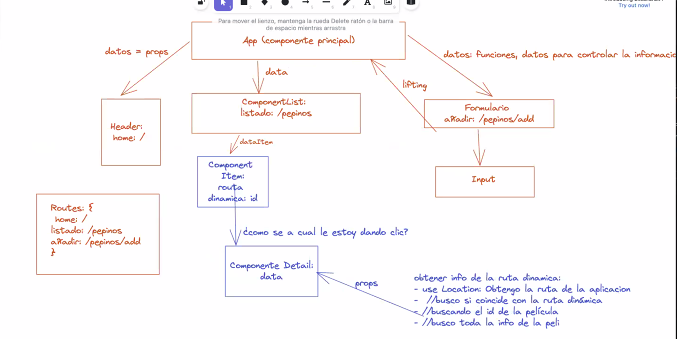 Try out now!
Para mover el lienzo, mantenga la rueda Delete ratón o la barra
de espacio mientras arrastra
App (componente principal)
datos = props
datos: funciones, datos para controlar la informacio
data
lifting
ComponentList:
listado: /pepinos
Formulario
añadir: /pepinos/add
Header:
home: /
dataItem
Component
Item:
routa
dinamica: id
Input
Routes: {
home: /
listado: /pepinos
añadir: /pepinos/add
}
¿como se a cual le estoy dando clic?
Componente Detail:
data
props
obtener info de la ruta dinamica:
- use Location: Obtengo la ruta de la aplicacion
- //busco si coincide con la ruta dinámica
- //buscando el id de la película
- //busco toda la info de la peli